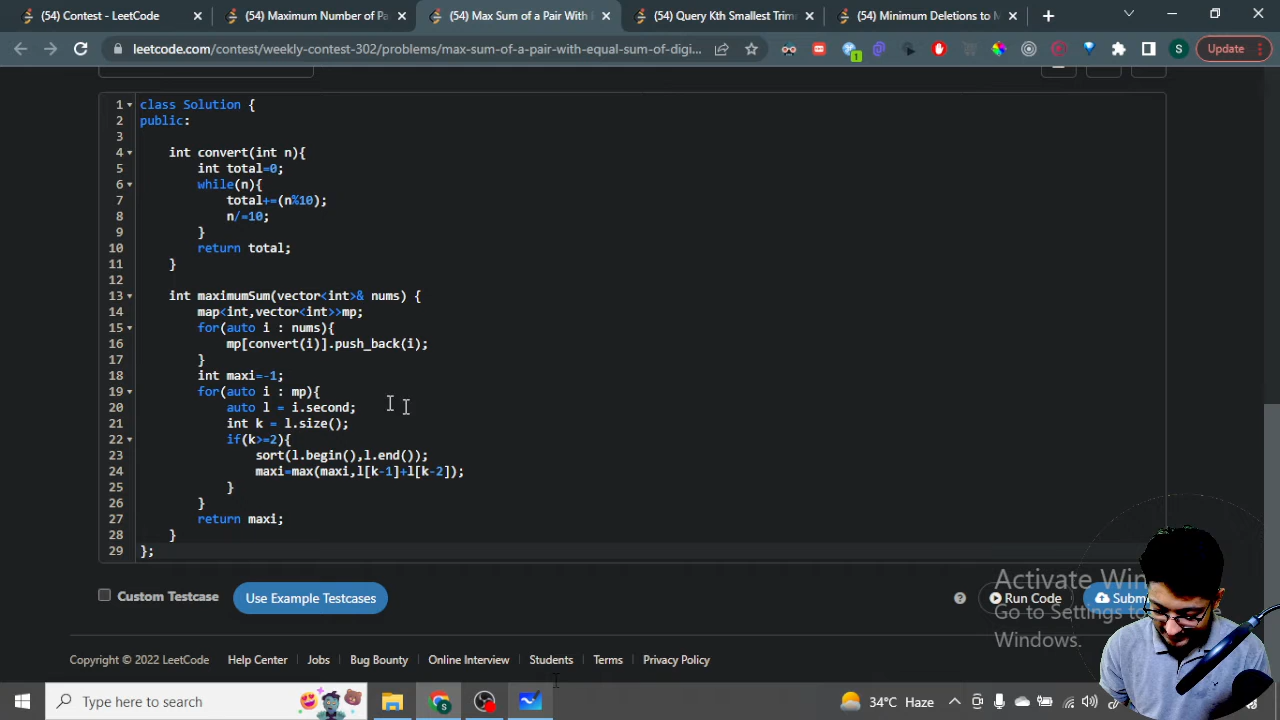 (54) Contest - LeetCode
(54) Maximum Number of Pa
(54) Max Sum of a Pair With
(54) Query Kth Smallest Trim
(54) Minimum Deletions to M
leetcode.com/contest/weekly-contest-302/problems/max-sum-of-a-pair-with-equal-sum-of-digi...
1
S
Update
1 class Solution {
2 public:
3
4 int convert(int n){
5 int total=0;
6 while(n){
7 total+=(n%10);
8 n/=10;
9 }
10 return total;
11 }
12
13 int maximumSum(vector<int>& nums) {
14 map<int,vector<int>>mp;
15 for(auto i : nums){
16 mp[convert(i)].push_back(i);
17 }
18 int maxi=-1;
19 for(auto i : mp){
20 auto l = i.second;
21 int k = l.size();
22 if(k>=2){
23 sort(l.begin(),l.end());
24 maxi=max(maxi,l[k-1]+l[k-2]);
25 }
26 }
27 return maxi;
28 }
29 };
Custom Testcase
Use Example Testcases
Run Code
Subm
Activate Win
Go to Settings to
Windows.
Copyright © 2022 LeetCode
Help Center
Jobs
Bug Bounty
Online Interview
Students
Terms
Privacy Policy
Type here to search
34°C Haze